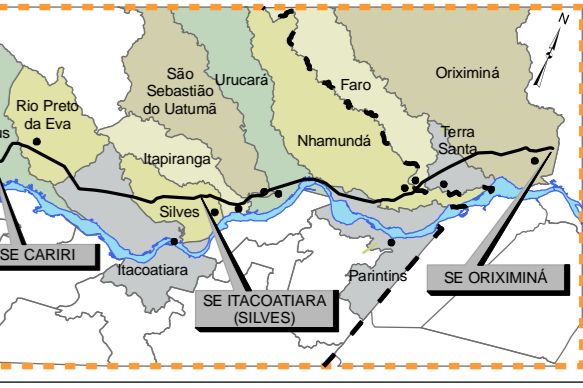 N
São
Sebastião
do Uatumã
Urucará
Faro
Oriximiná
Rio Preto
da Eva
us
Nhamundá
Terra
Santa
Itapiranga
Silves
SE CARIRI
Itacoatiara
SE ITACOATIARA
(SILVES)
Parintins
SE ORIXIMINÁ